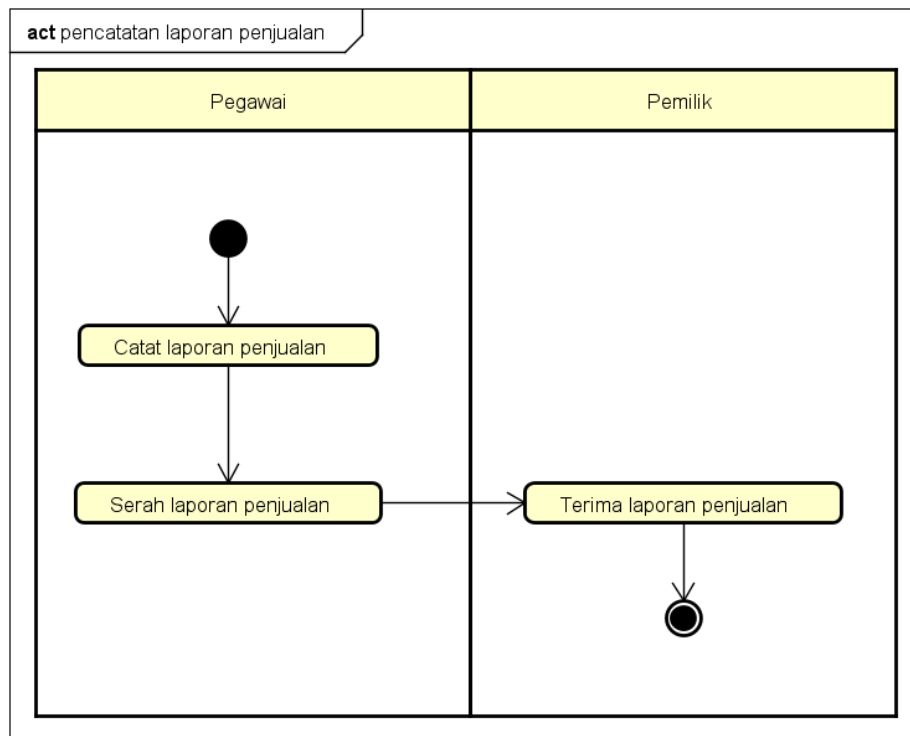 act pencatatan laporan penjualan
Pegawai
Pemilik
Catat laporan penjualan
Serah laporan penjualan
Terima laporan penjualan